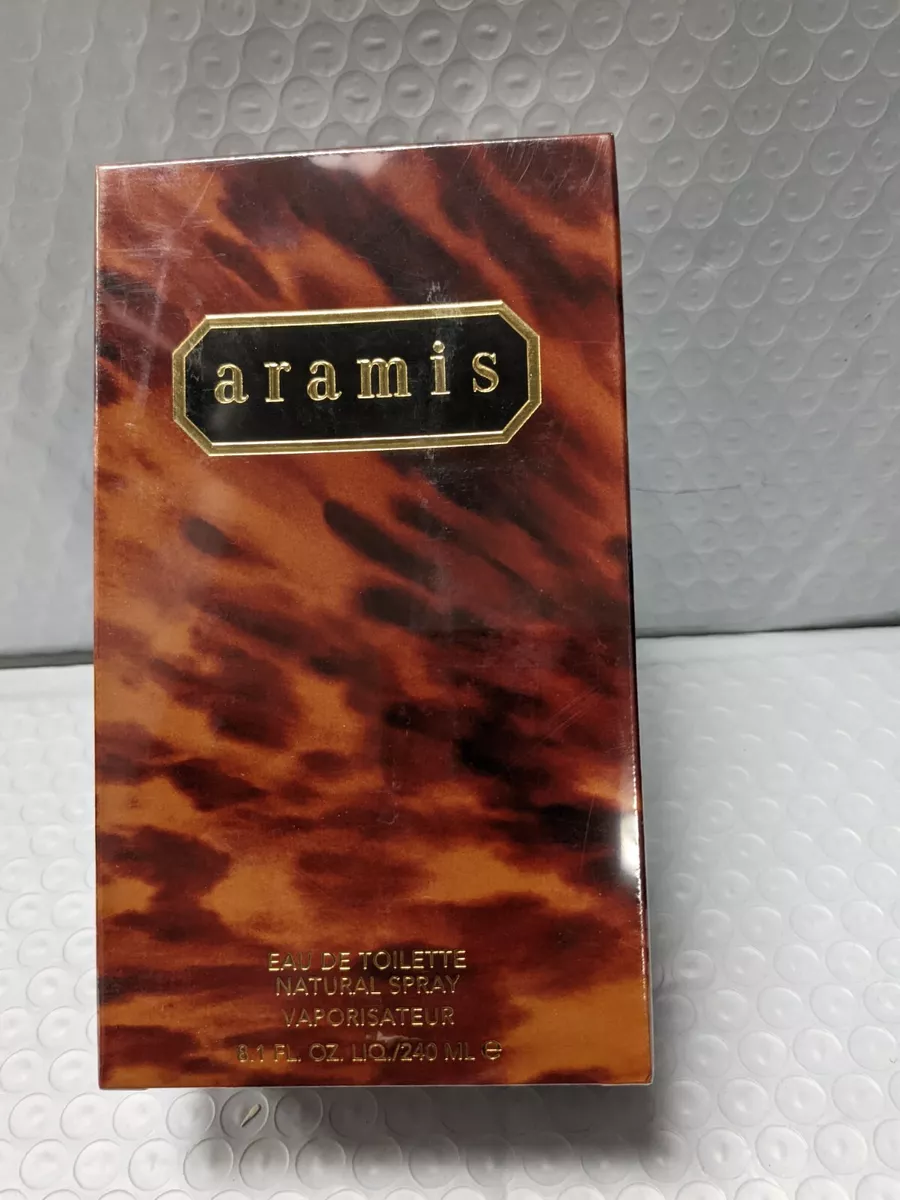 aramis
EAU DE TOILETTE
NATURAL SPRAY
VAPORISATEUR
8.1 FL. OZ. LIQ./240 ML ℮